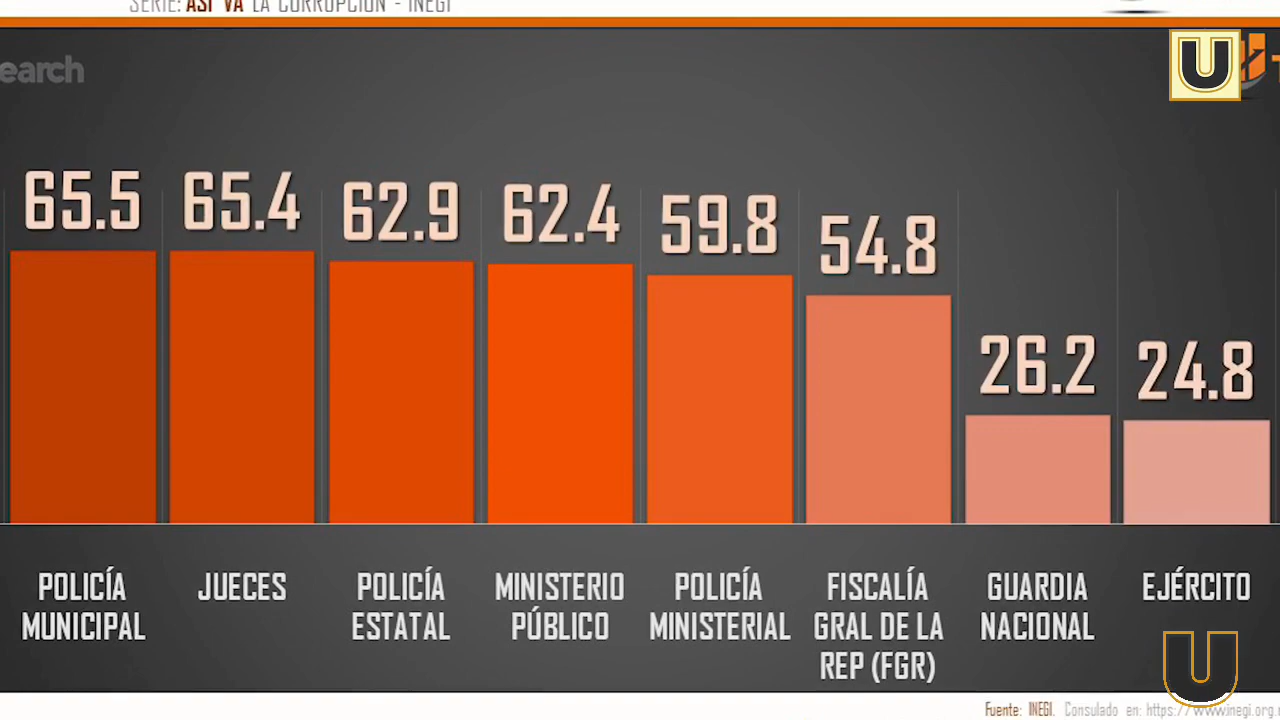 SERIE: ASÍ VA LA CORRUPCIÓN - INEGI
earch
U
65.5
65.4
62.9
62.4
59.8
54.8
26.2
24.8
POLICÍA
MUNICIPAL
JUECES
POLICÍA
ESTATAL
MINISTERIO
PÚBLICO
POLICÍA
MINISTERIAL
FISCALÍA
GRAL DE LA
REP (FGR)
GUARDIA
NACIONAL
EJÉRCITO
U
Fuente: INEGI. Consulado en: https://www.inegi.org.